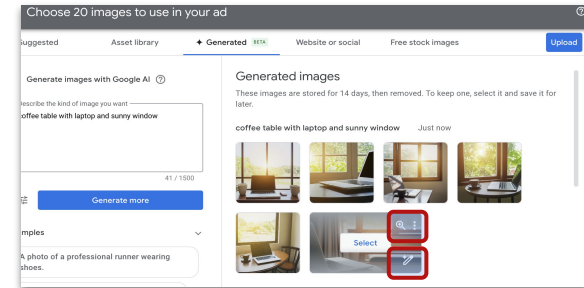 Choose 20 images to use in your ad
Suggested
Asset library
Generated BETA
Website or social
Free stock images
Upload
Generate images with Google AI
Describe the kind of image you want
coffee table with laptop and sunny window
41 / 1500
Generate more
mples
A photo of a professional runner wearing
shoes.
Generated images
These images are stored for 14 days, then removed. To keep one, select it and save it for
later.
coffee table with laptop and sunny window Just now
Select